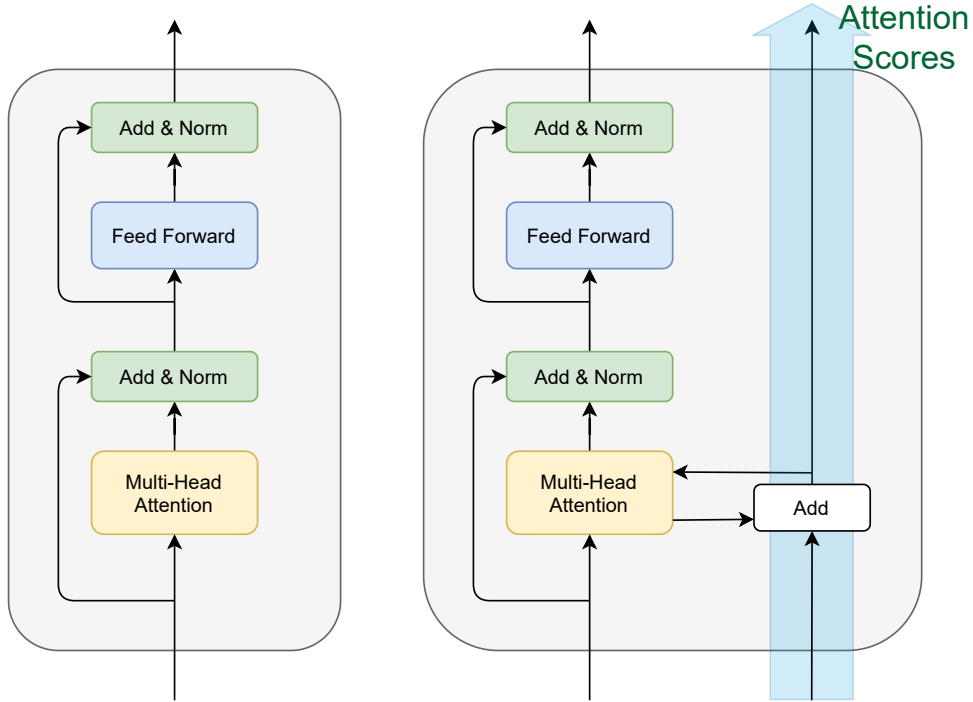 Add & Norm
Feed Forward
Add & Norm
Multi-Head
Attention
Attention
Scores
Add & Norm
Feed Forward
Add & Norm
Multi-Head
Attention
Add